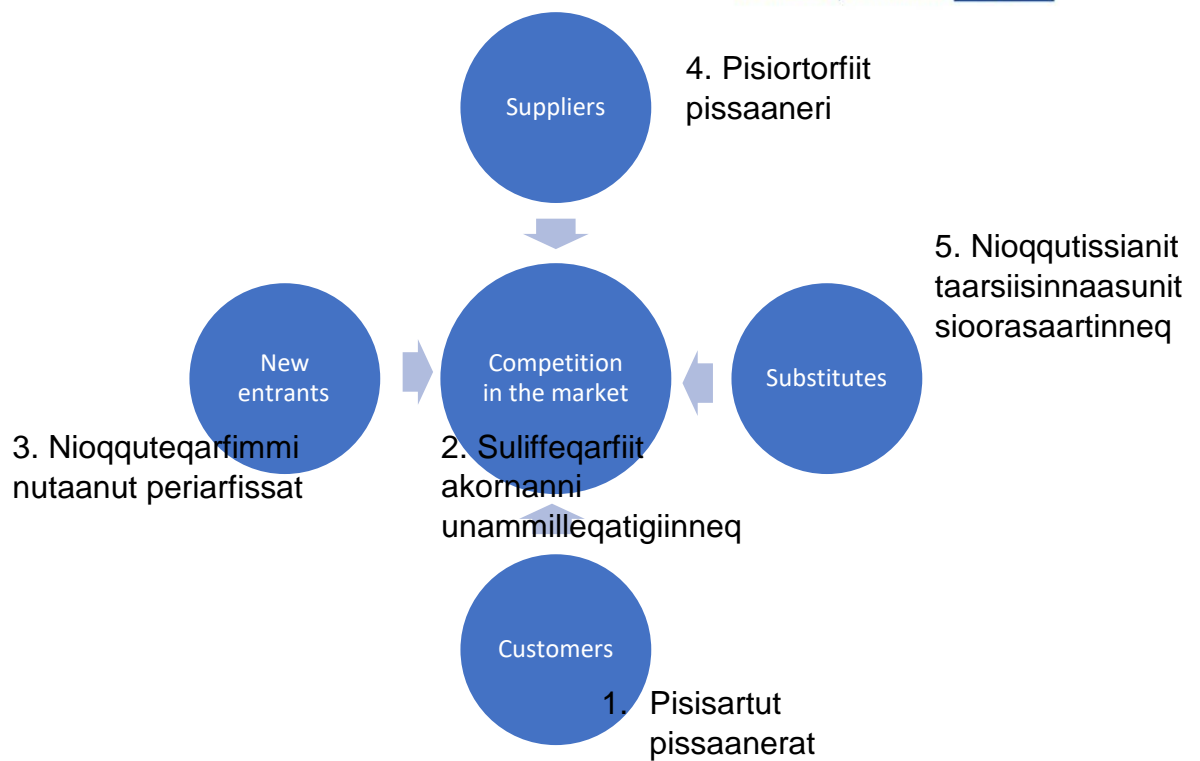 Suppliers
4. Pisiortorfiit
pissaaneri
5. Nioqqutissianit
taarsiisinnaasunit
sioorasaartinneq
New
entrants
Competition
in the market
Substitutes
3. Nioqquteqarfimmi
nutaanut periarfissat
2. Suliffeqarfiit
akornanni
unammilleqatigiinneq
Customers
1. Pisisartut
pissaanerat